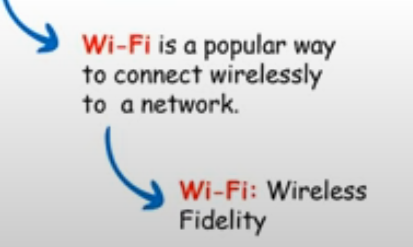 Wi-Fi is a popular way
to connect wirelessly
to a network.
Wi-Fi: Wireless
Fidelity